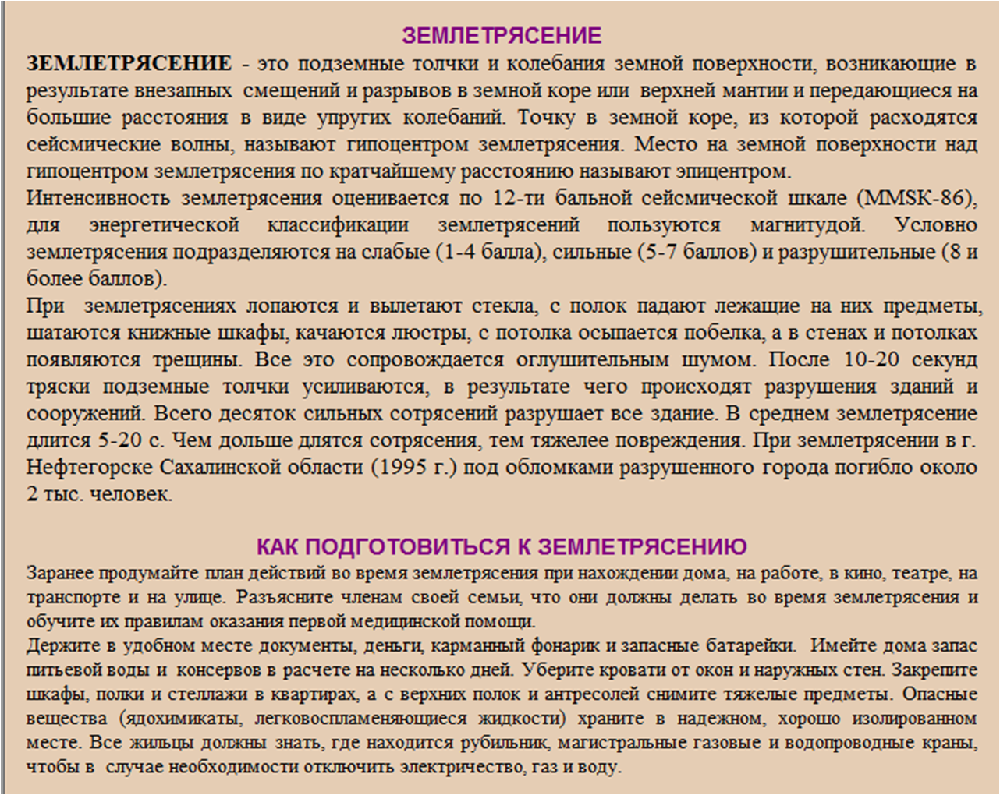 ЗЕМЛЕТРЯСЕНИЕ
ЗЕМЛЕТРЯСЕНИЕ - это подземные толчки и колебания земной поверхности, возникающие в
результате внезапных смещений и разрывов в земной коре или верхней мантии и передающиеся на
большие расстояния в виде упругих колебаний. Точку в земной коре, из которой расходятся
сейсмические волны, называют гипоцентром землетрясения. Место на земной поверхности над
гипоцентром землетрясения по кратчайшему расстоянию называют эпицентром.
Интенсивность землетрясения оценивается по 12-ти бальной сейсмической шкале (MMSK-86),
для энергетической классификации землетрясений пользуются магнитудой. Условно
землетрясения подразделяются на слабые (1-4 балла), сильные (5-7 баллов) и разрушительные (8 и
более баллов).
При землетрясениях лопаются и вылетают стекла, с полок падают лежащие на них предметы,
шатаются книжные шкафы, качаются люстры, с потолка осыпается побелка, а в стенах и потолках
появляются трещины. Все это сопровождается оглушительным шумом. После 10-20 секунд
тряски подземные толчки усиливаются, в результате чего происходят разрушения зданий и
сооружений. Всего десяток сильных сотрясений разрушает все здание. В среднем землетрясение
длится 5-20 с. Чем дольше длятся сотрясения, тем тяжелее повреждения. При землетрясении в г.
Нефтегорске Сахалинской области (1995 г.) под обломками разрушенного города погибло около
2 тыс. человек.
КАК ПОДГОТОВИТЬСЯ К ЗЕМЛЕТРЯСЕНИЮ
Заранее продумайте план действий во время землетрясения при нахождении дома, на работе, в кино, театре, на
транспорте и на улице. Разъясните членам своей семьи, что они должны делать во время землетрясения и
обучите их правилам оказания первой медицинской помощи.
Держите в удобном месте документы, деньги, карманный фонарик и запасные батарейки. Имейте дома запас
питьевой воды и консервов в расчете на несколько дней. Уберите кровати от окон и наружных стен. Закрепите
шкафы, полки и стеллажи в квартирах, а с верхних полок и антресолей снимите тяжелые предметы. Опасные
вещества (ядохимикаты, легковоспламеняющиеся жидкости) храните в надежном, хорошо изолированном
месте. Все жильцы должны знать, где находится рубильник, магистральные газовые и водопроводные краны,
чтобы в случае необходимости отключить электричество, газ и воду.